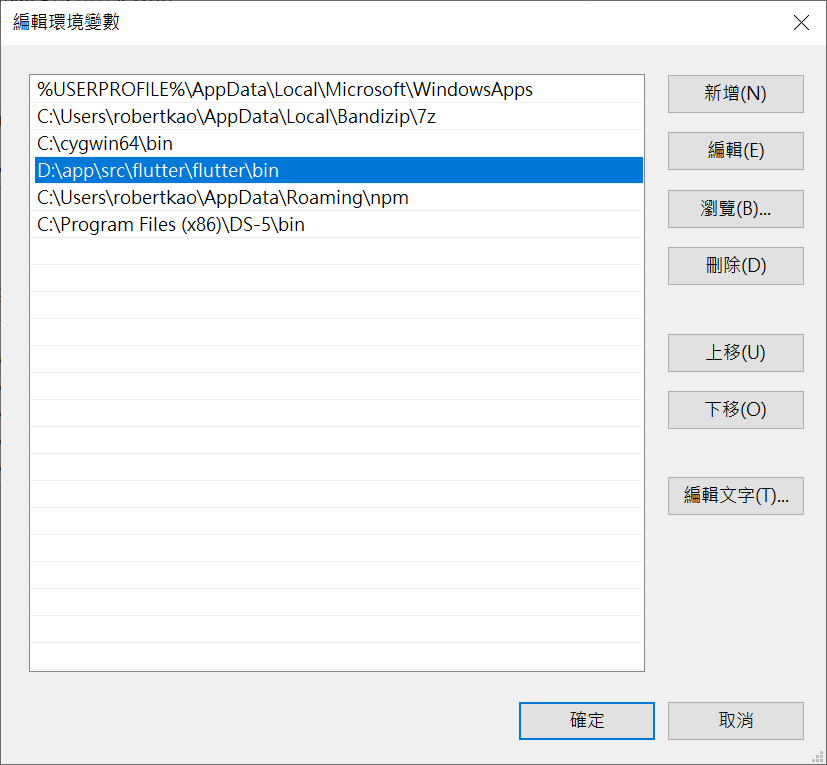 編輯環境變數
%USERPROFILE%\AppData\Local\Microsoft\WindowsApps
C:\Users\robertkao\AppData\Local\Bandizip\7z
C:\cygwin64\bin
D:\app\src\flutter\flutter\bin
C:\Users\robertkao\AppData\Roaming\npm
C:\Program Files (x86)\DS-5\bin
新增(N)
編輯(E)
瀏覽(B)...
刪除(D)
上移(U)
下移(O)
編輯文字(T)...
確定
取消